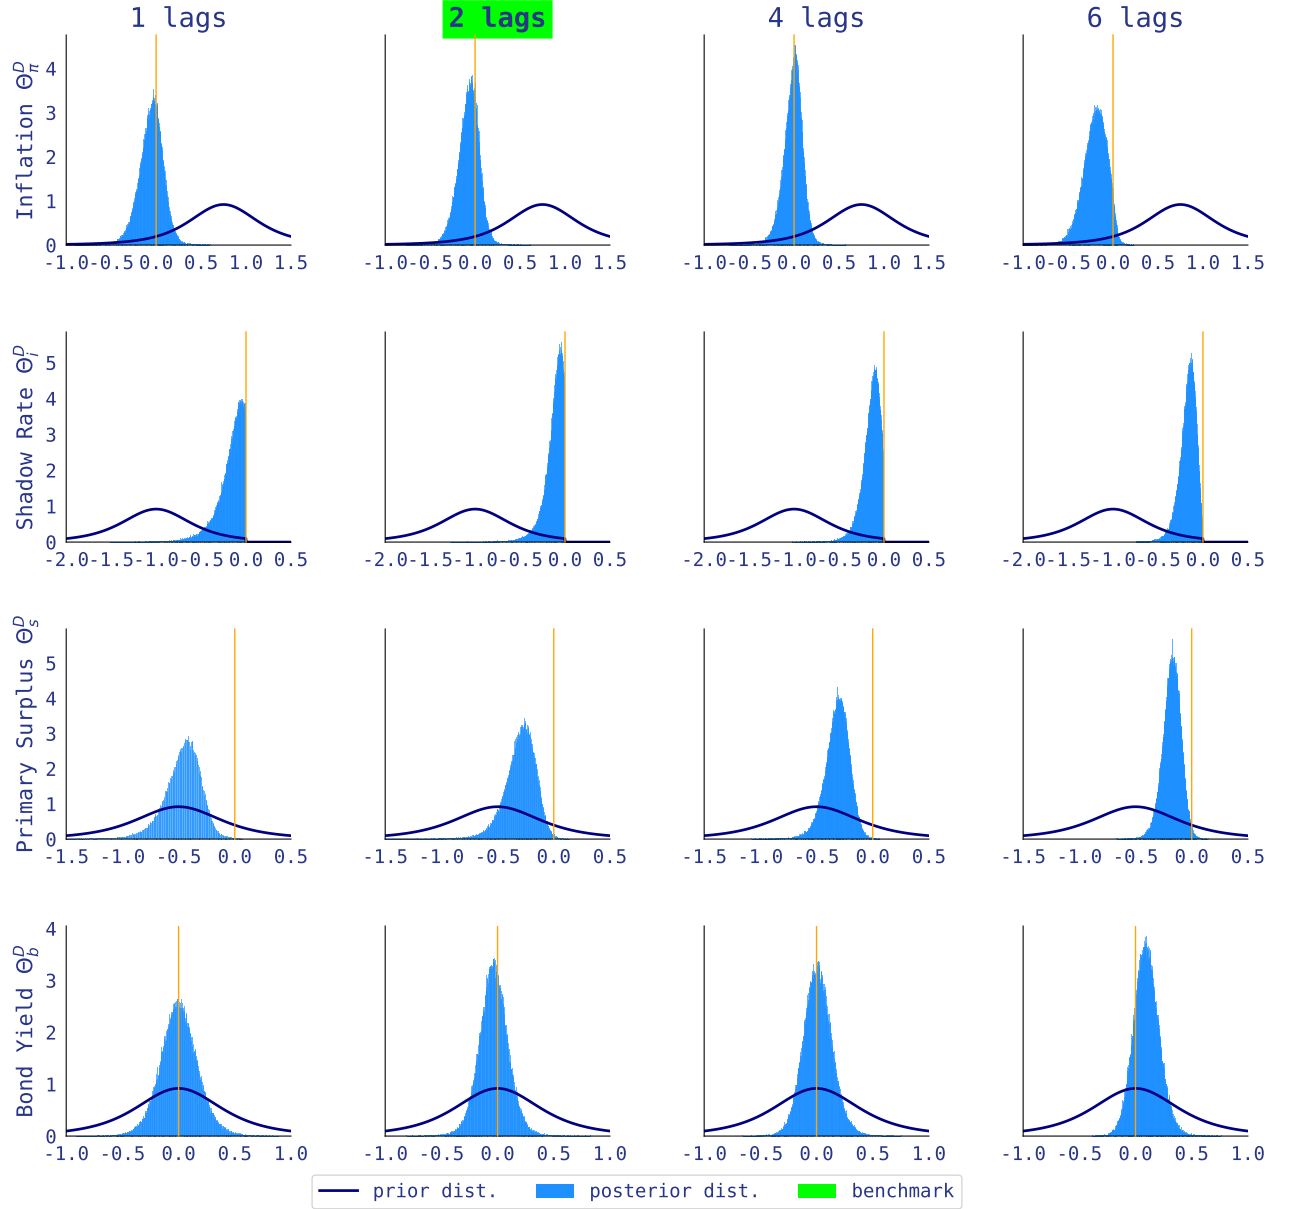 1 lags 2 lags 4 lags 6 lags
Inflation Θ_π^D
4
3
2
1
0
-1.0 -0.5 0.0 0.5 1.0 1.5 -1.0 -0.5 0.0 0.5 1.0 1.5 -1.0 -0.5 0.0 0.5 1.0 1.5 -1.0 -0.5 0.0 0.5 1.0 1.5
Shadow Rate Θ_i^D
5
4
3
2
1
0
-2.0 -1.5 -1.0 -0.5 0.0 0.5 -2.0 -1.5 -1.0 -0.5 0.0 0.5 -2.0 -1.5 -1.0 -0.5 0.0 0.5 -2.0 -1.5 -1.0 -0.5 0.0 0.5
Primary Surplus Θ_s^D
5
4
3
2
1
0
-1.5 -1.0 -0.5 0.0 0.5 -1.5 -1.0 -0.5 0.0 0.5 -1.5 -1.0 -0.5 0.0 0.5 -1.5 -1.0 -0.5 0.0 0.5
Bond Yield Θ_b^D
4
3
2
1
0
-1.0 -0.5 0.0 0.5 1.0 -1.0 -0.5 0.0 0.5 1.0 -1.0 -0.5 0.0 0.5 1.0 -1.0 -0.5 0.0 0.5 1.0
prior dist. posterior dist. benchmark